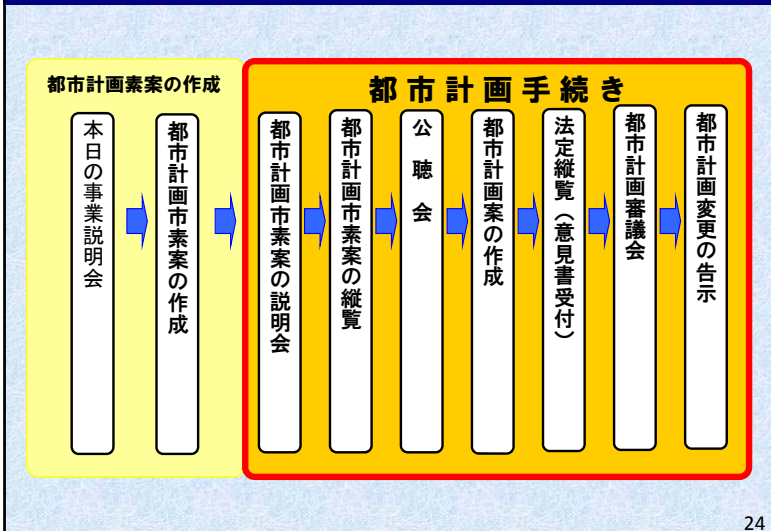 都市計画素案の作成
都市計画手続き
本日の事業説明会
都市計画市素案の作成
都市計画市素案の説明会
都市計画市素案の縦覧
公聴会
都市計画案の作成
法定縦覧（意見書受付）
都市計画審議会
都市計画変更の告示
24